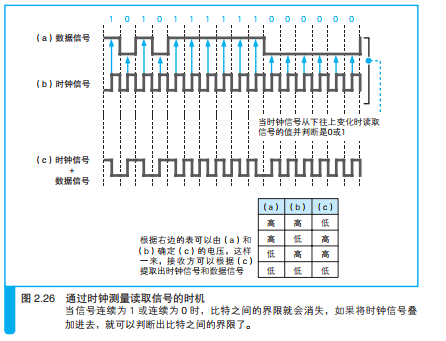 1 0 1 0 1 1 1 1 1 1 0 0 0 0 0 0
(a)数据信号
(b)时钟信号
当时钟信号从下往上变化时读取
信号的值并判断是0或1
(c)时钟信号
+
数据信号
(a) (b) (c)
高 高 低
高 低 高
低 高 高
低 低 低
根据右边的表可以由(a)和
(b)确定(c)的电压，这样
一来，接收方可以根据(c)
提取出时钟信号和数据信号
图 2.26 通过时钟测量读取信号的时机
当信号连续为 1 或连续为 0 时，比特之间的界限就会消失，如果将时钟信号叠
加进去，就可以判断出比特之间的界限了。